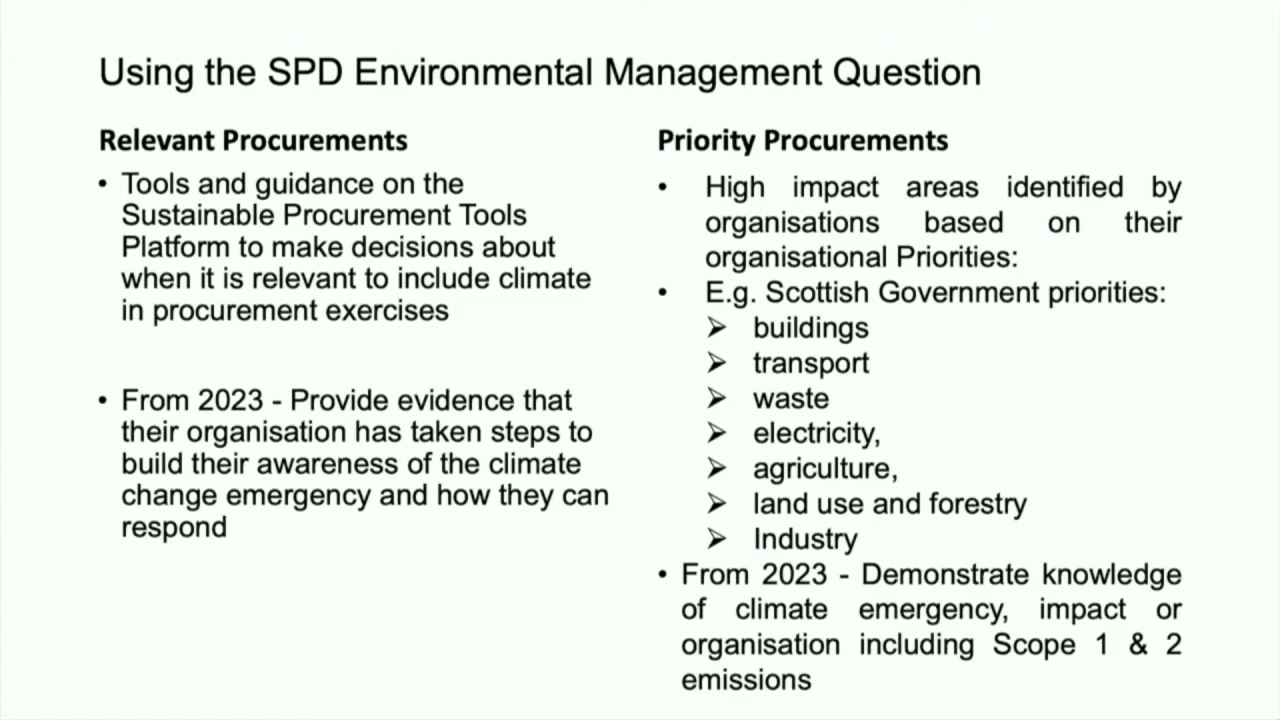 Using the SPD Environmental Management Question
Relevant Procurements
• Tools and guidance on the
Sustainable Procurement Tools
Platform to make decisions about
when it is relevant to include climate
in procurement exercises
• From 2023 - Provide evidence that
their organisation has taken steps to
build their awareness of the climate
change emergency and how they can
respond
Priority Procurements
• High impact areas identified by
organisations based on their
organisational Priorities:
• E.g. Scottish Government priorities:
➢ buildings
➢ transport
➢ waste
➢ electricity,
➢ agriculture,
➢ land use and forestry
➢ Industry
• From 2023 - Demonstrate knowledge
of climate emergency, impact or
organisation including Scope 1 & 2
emissions